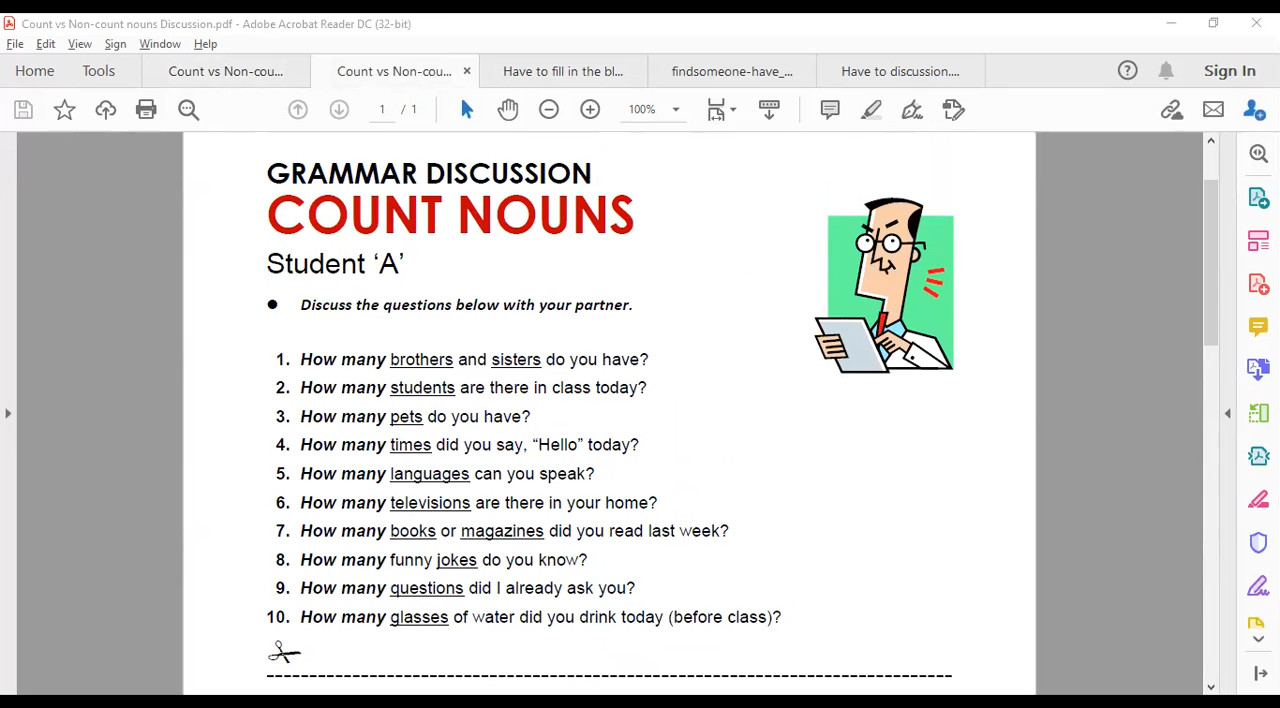 Count vs Non-count nouns Discussion.pdf - Adobe Acrobat Reader DC (32-bit)
File Edit View Sign Window Help
Home Tools Count vs Non-cou... Count vs Non-cou... × Have to fill in the bl... findsomeone-have_... Have to discussion.... Sign In
1 / 1 100%
GRAMMAR DISCUSSION
COUNT NOUNS
Student ‘A’
● Discuss the questions below with your partner.
1. How many brothers and sisters do you have?
2. How many students are there in class today?
3. How many pets do you have?
4. How many times did you say, “Hello” today?
5. How many languages can you speak?
6. How many televisions are there in your home?
7. How many books or magazines did you read last week?
8. How many funny jokes do you know?
9. How many questions did I already ask you?
10. How many glasses of water did you drink today (before class)?